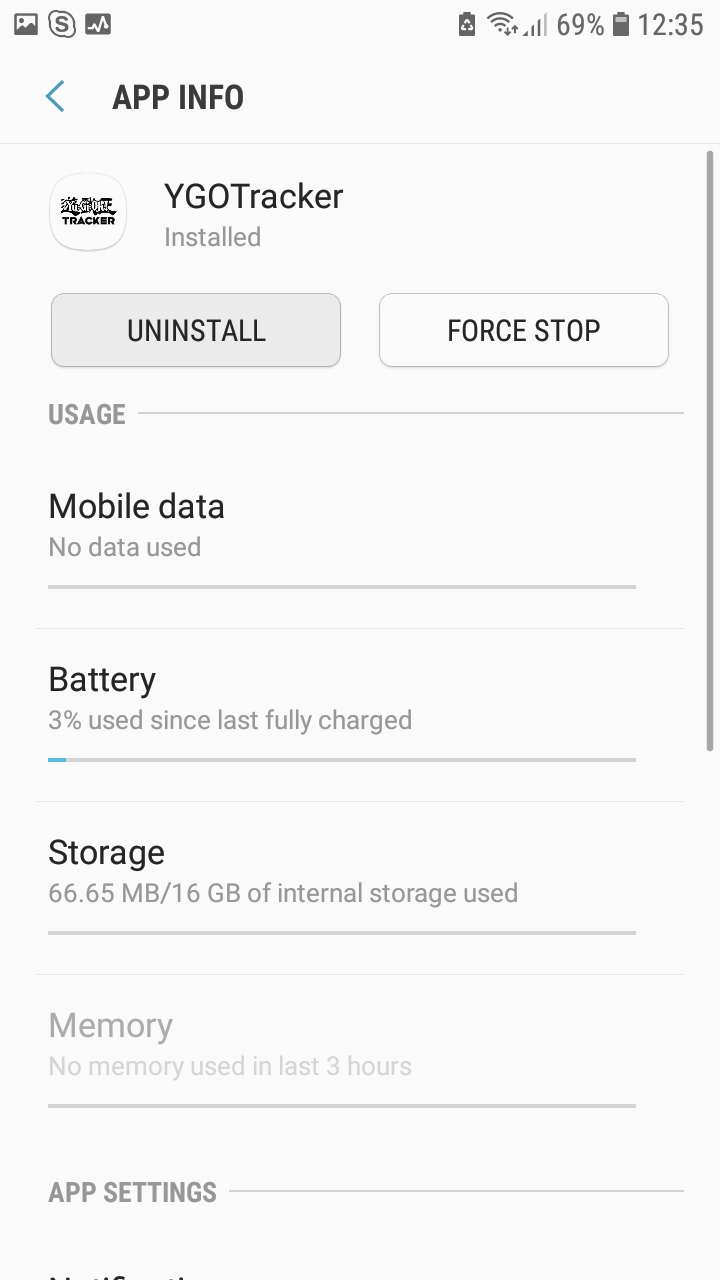 69% 12:35
APP INFO
YGOTracker
TRACKER
Installed
UNINSTALL
FORCE STOP
USAGE
Mobile data
No data used
Battery
3% used since last fully charged
Storage
66.65 MB/16 GB of internal storage used
Memory
No memory used in last 3 hours
APP SETTINGS